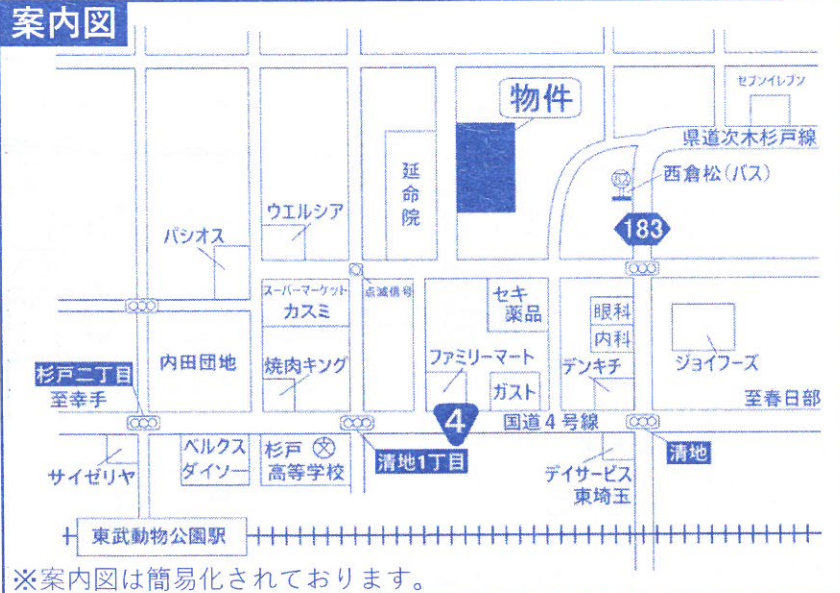 案内図
物件
セブンイレブン
県道次木杉戸線
西倉松(バス)
183
延命院
ウエルシア
パシオス
スーパーマーケット
カスミ
点滅信号
セキ
薬品
眼科
内科
ジョイフーズ
内田団地
焼肉キング
ファミリーマート
ガスト
デンキチ
杉戸二丁目
至幸手
至春日部
4
国道4号線
サイゼリヤ
ベルクス
ダイソー
杉戸
高等学校
文
清地1丁目
清地
デイサービス
東埼玉
東武動物公園駅
※案内図は簡易化されております。